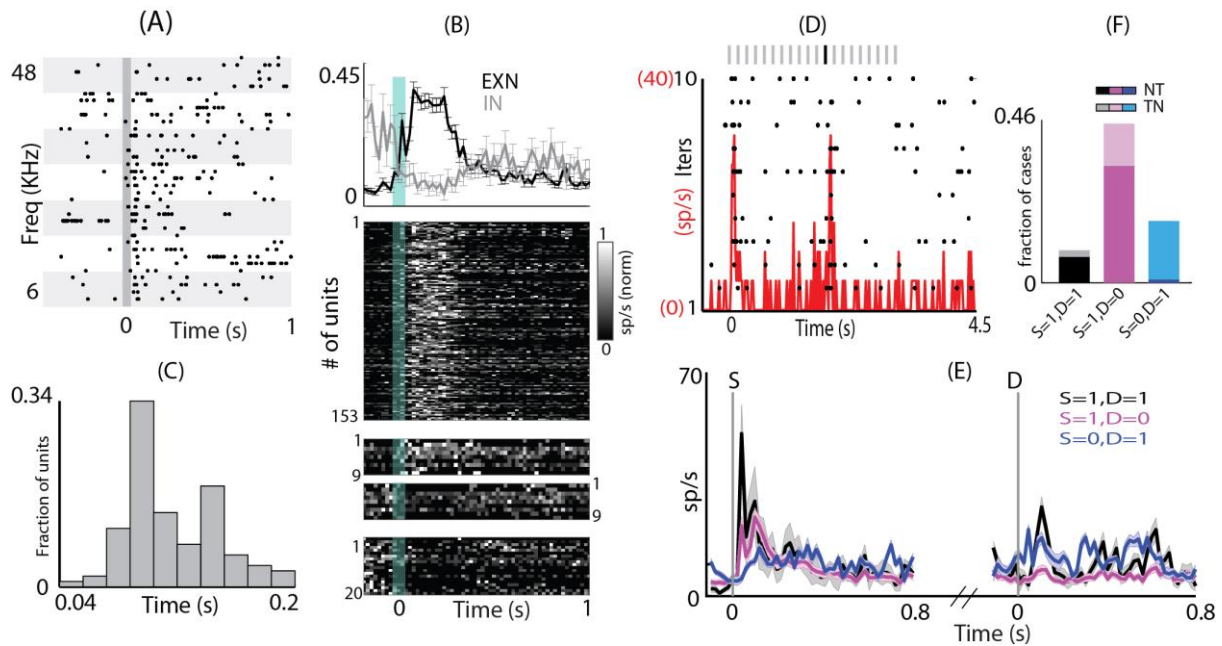 (A)
48
Freq (KHz)
6
0
1
Time (s)
(B)
0.45
0
EXN
IN
1
153
# of units
1
9
1
9
1
20
0
1
Time (s)
1
0
sp/s (norm)
(C)
0.34
0
Fraction of units
0.04
0.2
Time (s)
(D)
(40) 10
(sp/s) Iters
(0) 1
0
4.5
Time (s)
(F)
NT
TN
0.46
0
fraction of cases
S=1,D=1
S=1,D=0
S=0,D=1
(E)
70
0
sp/s
S
D
S=1,D=1
S=1,D=0
S=0,D=1
0
0.8
0
0.8
Time (s)